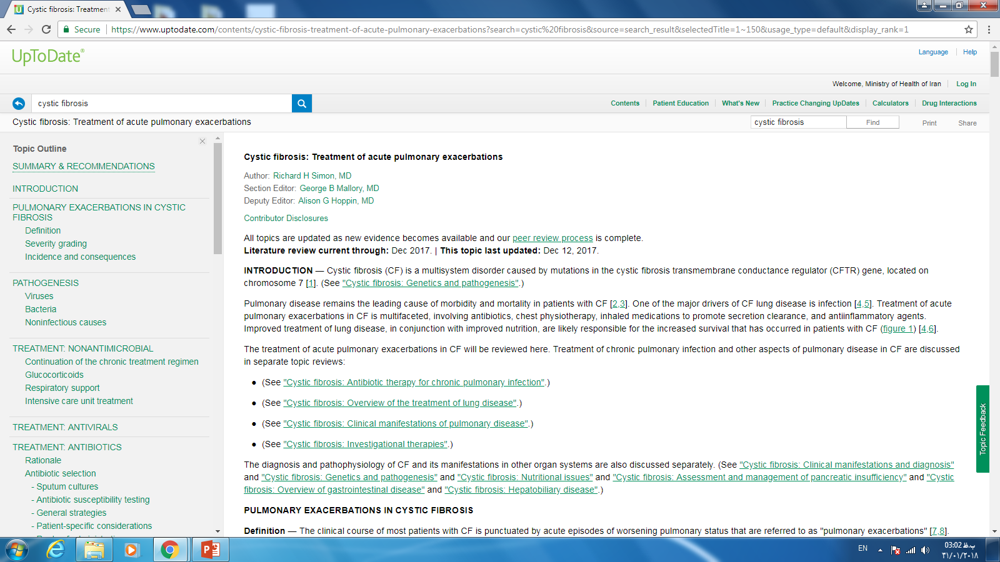 Cystic fibrosis: Treatment
Secure
https://www.uptodate.com/contents/cystic-fibrosis-treatment-of-acute-pulmonary-exacerbations?search=cystic%20fibrosis&source=search_result&selectedTitle=1~150&usage_type=default&display_rank=1
UpToDate®
Language
Help
Welcome, Ministry of Health of Iran
Log In
cystic fibrosis
Contents
Patient Education
What's New
Practice Changing UpDates
Calculators
Drug Interactions
Cystic fibrosis: Treatment of acute pulmonary exacerbations
cystic fibrosis
Find
Print
Share
Topic Outline
SUMMARY & RECOMMENDATIONS
INTRODUCTION
PULMONARY EXACERBATIONS IN CYSTIC
FIBROSIS
Definition
Severity grading
Incidence and consequences
PATHOGENESIS
Viruses
Bacteria
Noninfectious causes
TREATMENT: NONANTIMICROBIAL
Continuation of the chronic treatment regimen
Glucocorticoids
Respiratory support
Intensive care unit treatment
TREATMENT: ANTIVIRALS
TREATMENT: ANTIBIOTICS
Rationale
Antibiotic selection
- Sputum cultures
- Antibiotic susceptibility testing
- General strategies
- Patient-specific considerations
Cystic fibrosis: Treatment of acute pulmonary exacerbations
Author: Richard H Simon, MD
Section Editor: George B Mallory, MD
Deputy Editor: Alison G Hoppin, MD
Contributor Disclosures
All topics are updated as new evidence becomes available and our peer review process is complete.
Literature review current through: Dec 2017. | This topic last updated: Dec 12, 2017.
INTRODUCTION — Cystic fibrosis (CF) is a multisystem disorder caused by mutations in the cystic fibrosis transmembrane conductance regulator (CFTR) gene, located on
chromosome 7 [1]. (See "Cystic fibrosis: Genetics and pathogenesis".)
Pulmonary disease remains the leading cause of morbidity and mortality in patients with CF [2,3]. One of the major drivers of CF lung disease is infection [4,5]. Treatment of acute
pulmonary exacerbations in CF is multifaceted, involving antibiotics, chest physiotherapy, inhaled medications to promote secretion clearance, and antiinflammatory agents.
Improved treatment of lung disease, in conjunction with improved nutrition, are likely responsible for the increased survival that has occurred in patients with CF (figure 1) [4,6].
The treatment of acute pulmonary exacerbations in CF will be reviewed here. Treatment of chronic pulmonary infection and other aspects of pulmonary disease in CF are discussed
in separate topic reviews:
● (See "Cystic fibrosis: Antibiotic therapy for chronic pulmonary infection".)
● (See "Cystic fibrosis: Overview of the treatment of lung disease".)
● (See "Cystic fibrosis: Clinical manifestations of pulmonary disease".)
● (See "Cystic fibrosis: Investigational therapies".)
The diagnosis and pathophysiology of CF and its manifestations in other organ systems are also discussed separately. (See "Cystic fibrosis: Clinical manifestations and diagnosis"
and "Cystic fibrosis: Genetics and pathogenesis" and "Cystic fibrosis: Nutritional issues" and "Cystic fibrosis: Assessment and management of pancreatic insufficiency" and "Cystic
fibrosis: Overview of gastrointestinal disease" and "Cystic fibrosis: Hepatobiliary disease".)
PULMONARY EXACERBATIONS IN CYSTIC FIBROSIS
Definition — The clinical course of most patients with CF is punctuated by acute episodes of worsening pulmonary status that are referred to as "pulmonary exacerbations" [7,8].
Topic Feedback
EN
03:02 ب.ظ
۳۱/۰۱/۲۰۱۸